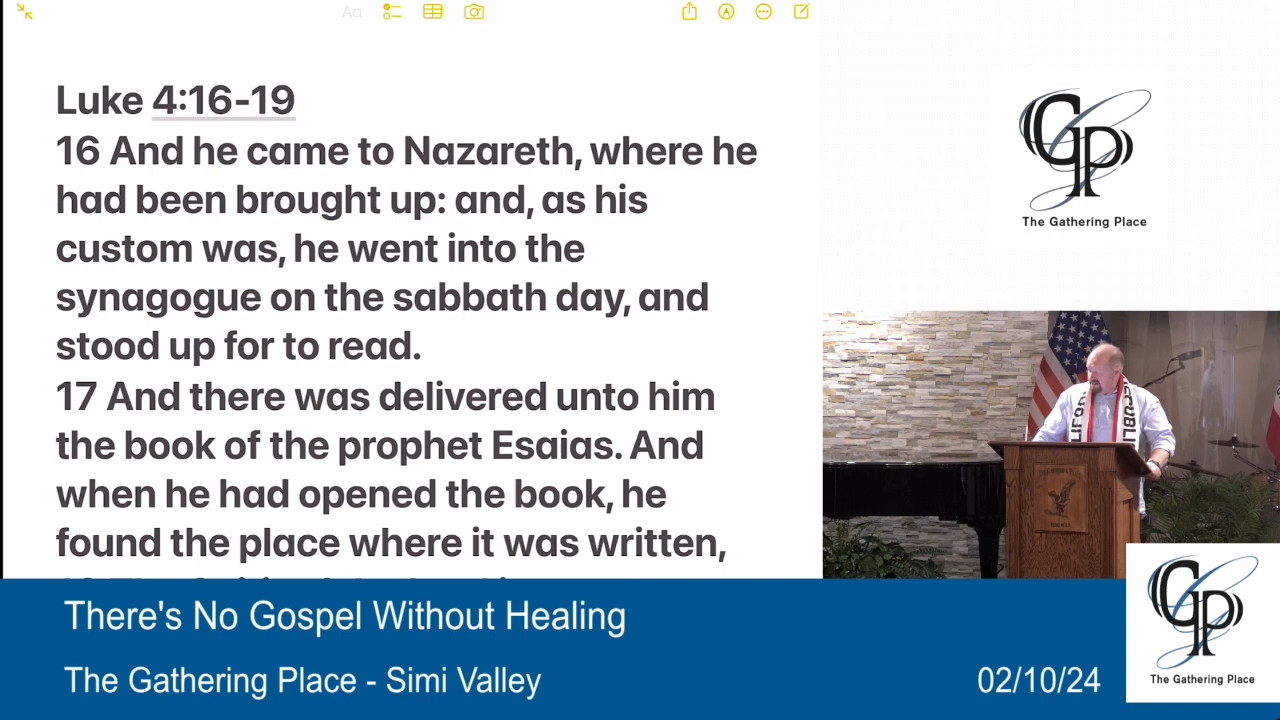 Aa
Luke 4:16-19
16 And he came to Nazareth, where he
had been brought up: and, as his
custom was, he went into the
synagogue on the sabbath day, and
stood up for to read.
17 And there was delivered unto him
the book of the prophet Esaias. And
when he had opened the book, he
found the place where it was written,
GP
The Gathering Place
There's No Gospel Without Healing
The Gathering Place - Simi Valley
02/10/24
GP
The Gathering Place